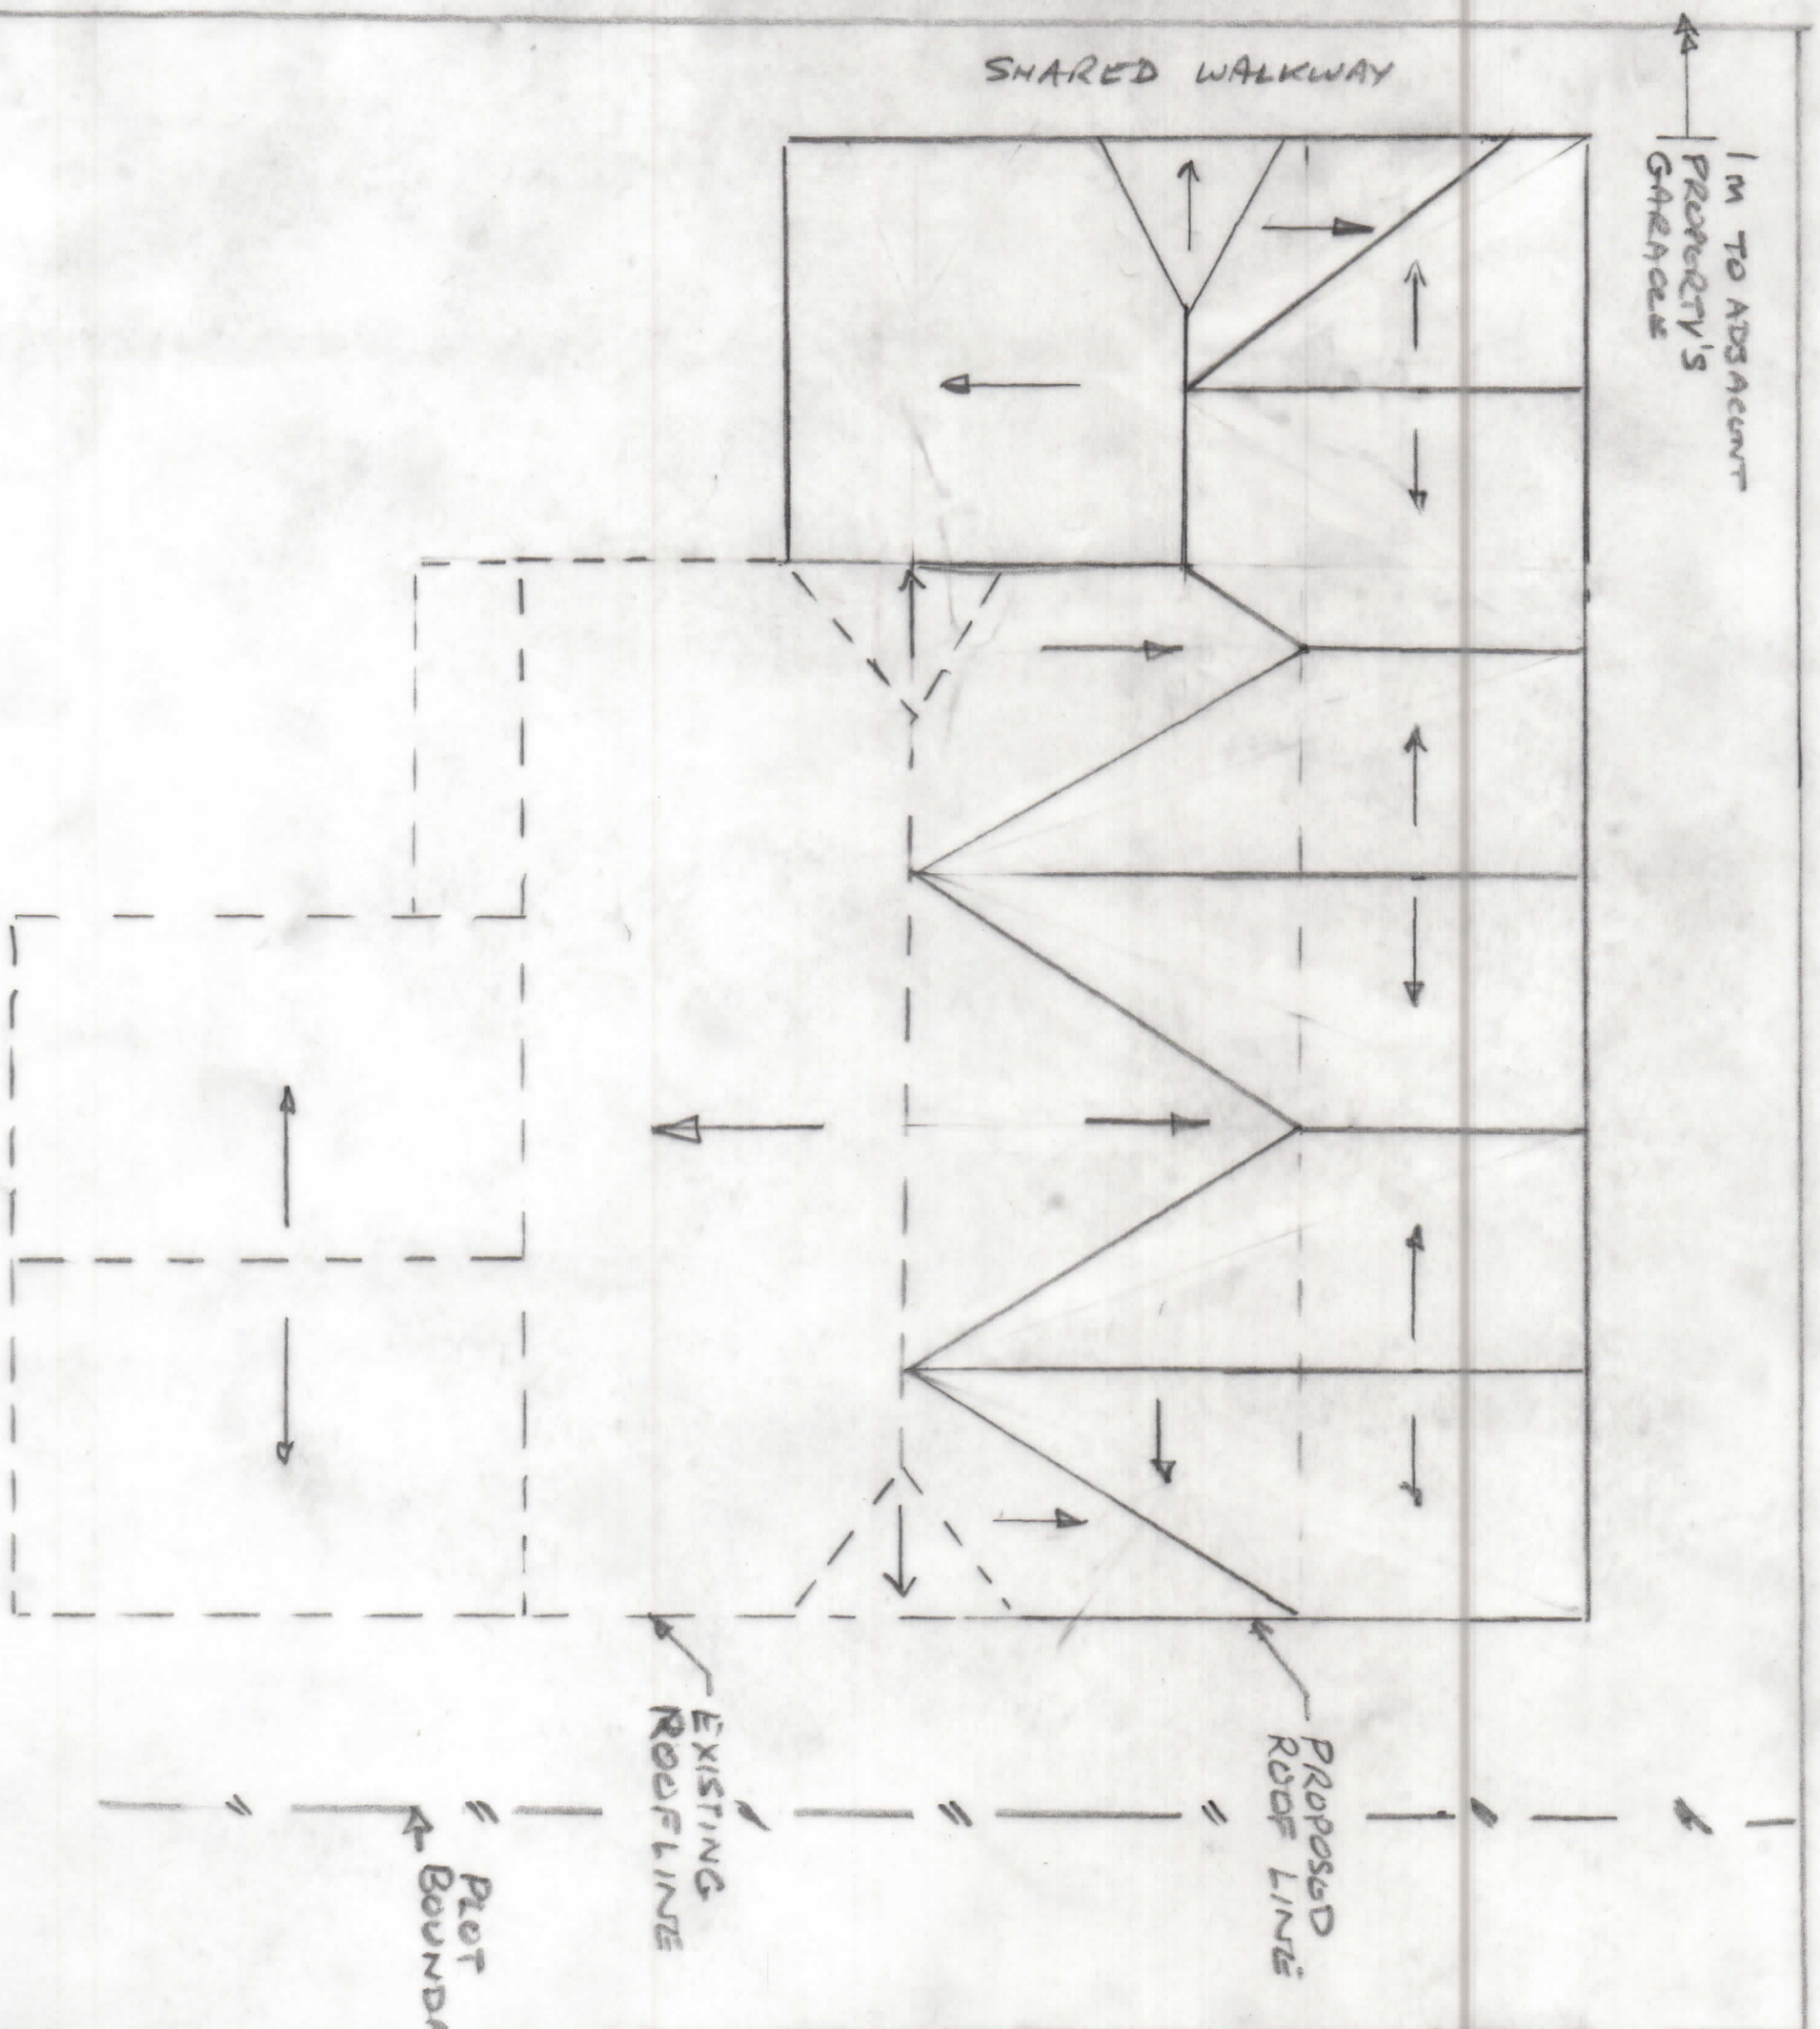 SHARED WALKWAY
1M TO ADJACENT
PROPERTY'S
GARAGE
EXISTING
ROOFLINE
PROPOSED
ROOF LINE
PLOT